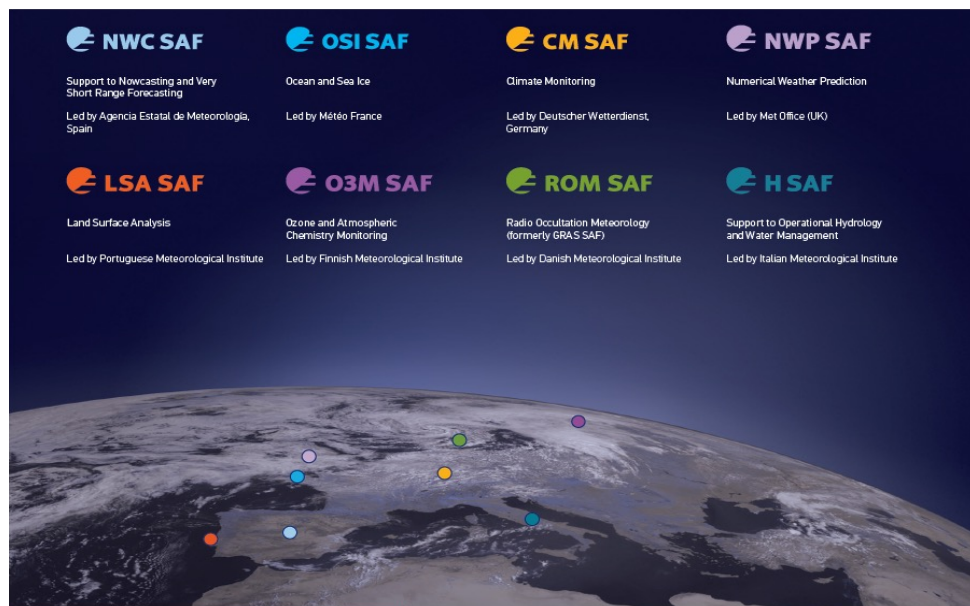 NWC SAF
Support to Nowcasting and Very
Short Range Forecasting
Led by Agencia Estatal de Meteorología,
Spain
OSI SAF
Ocean and Sea Ice
Led by Météo France
CM SAF
Climate Monitoring
Led by Deutscher Wetterdienst,
Germany
NWP SAF
Numerical Weather Prediction
Led by Met Office (UK)
LSA SAF
Land Surface Analysis
Led by Portuguese Meteorological Institute
O3M SAF
Ozone and Atmospheric
Chemistry Monitoring
Led by Finnish Meteorological Institute
ROM SAF
Radio Occultation Meteorology
(formerly GRAS SAF)
Led by Danish Meteorological Institute
H SAF
Support to Operational Hydrology
and Water Management
Led by Italian Meteorological Institute